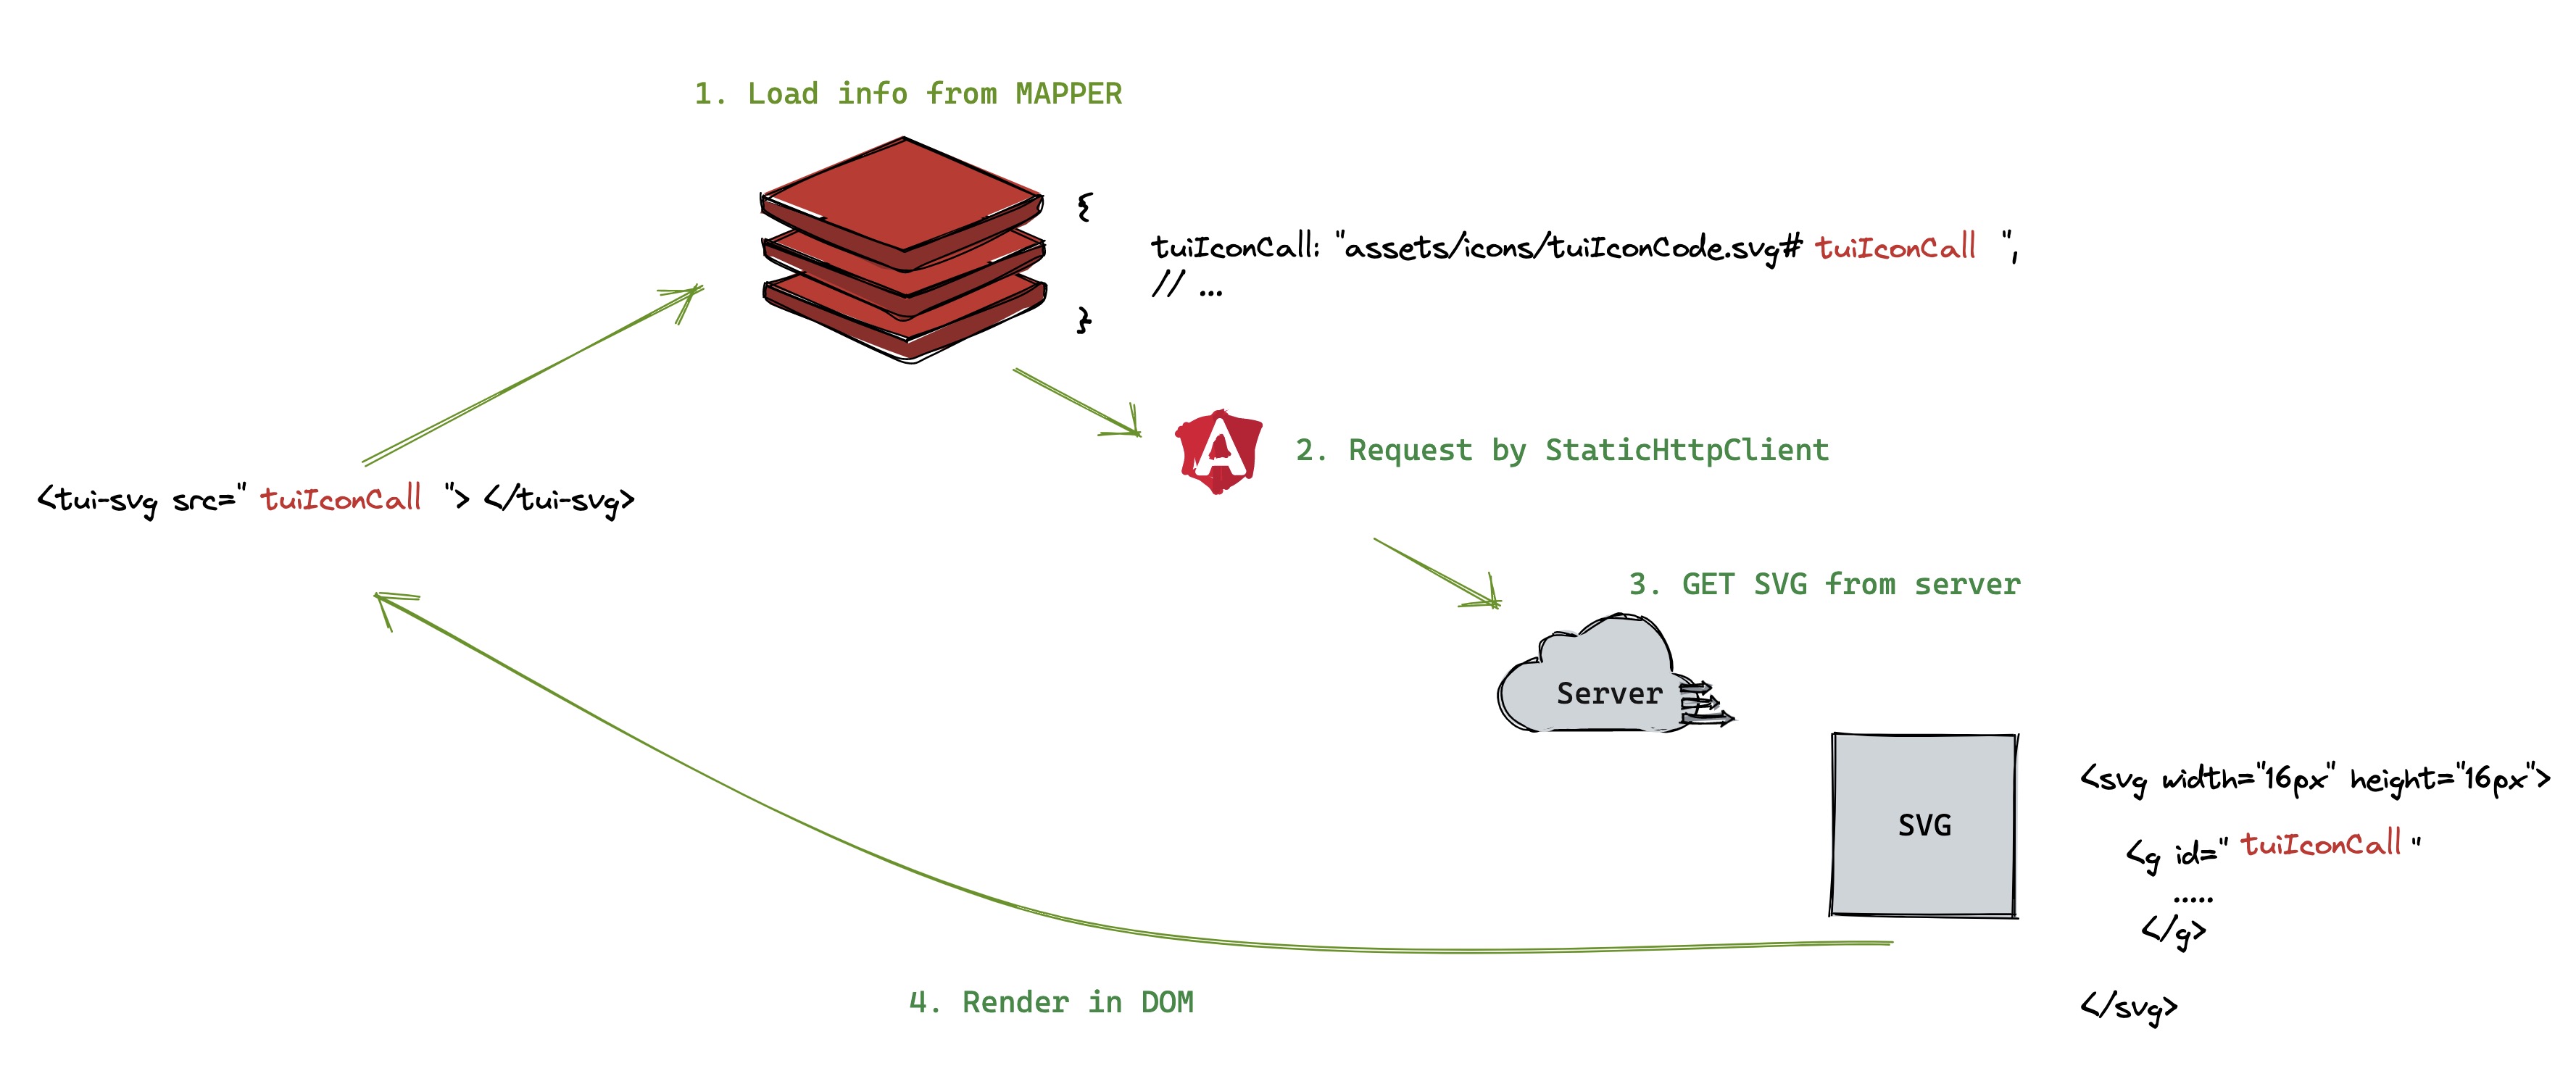 1. Load info from MAPPER
{
tuiIconCall: "assets/icons/tuiIconCode.svg# tuiIconCall ";
// ...
}
A
2. Request by StaticHttpClient
<tui-svg src=" tuiIconCall "> </tui-svg>
3. GET SVG from server
Server
SVG
<svg width="16px" height="16px">
<g id=" tuiIconCall "
.....
</g>
</svg>
4. Render in DOM